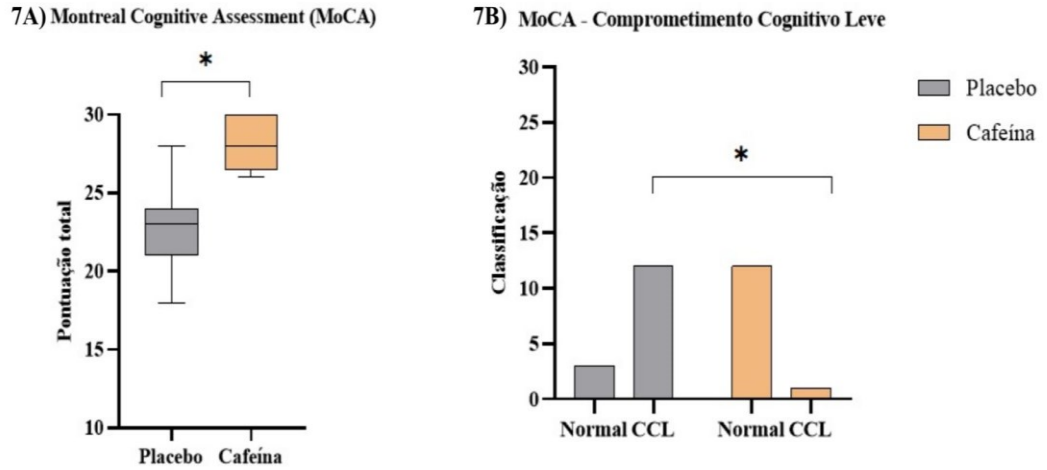 7A) Montreal Cognitive Assessment (MoCA)
*
Pontuação total
30
25
20
15
10
Placebo Cafeína
7B) MoCA - Comprometimento Cognitivo Leve
*
Classificação
30
25
20
15
10
5
0
Normal CCL Normal CCL
Placebo
Cafeína